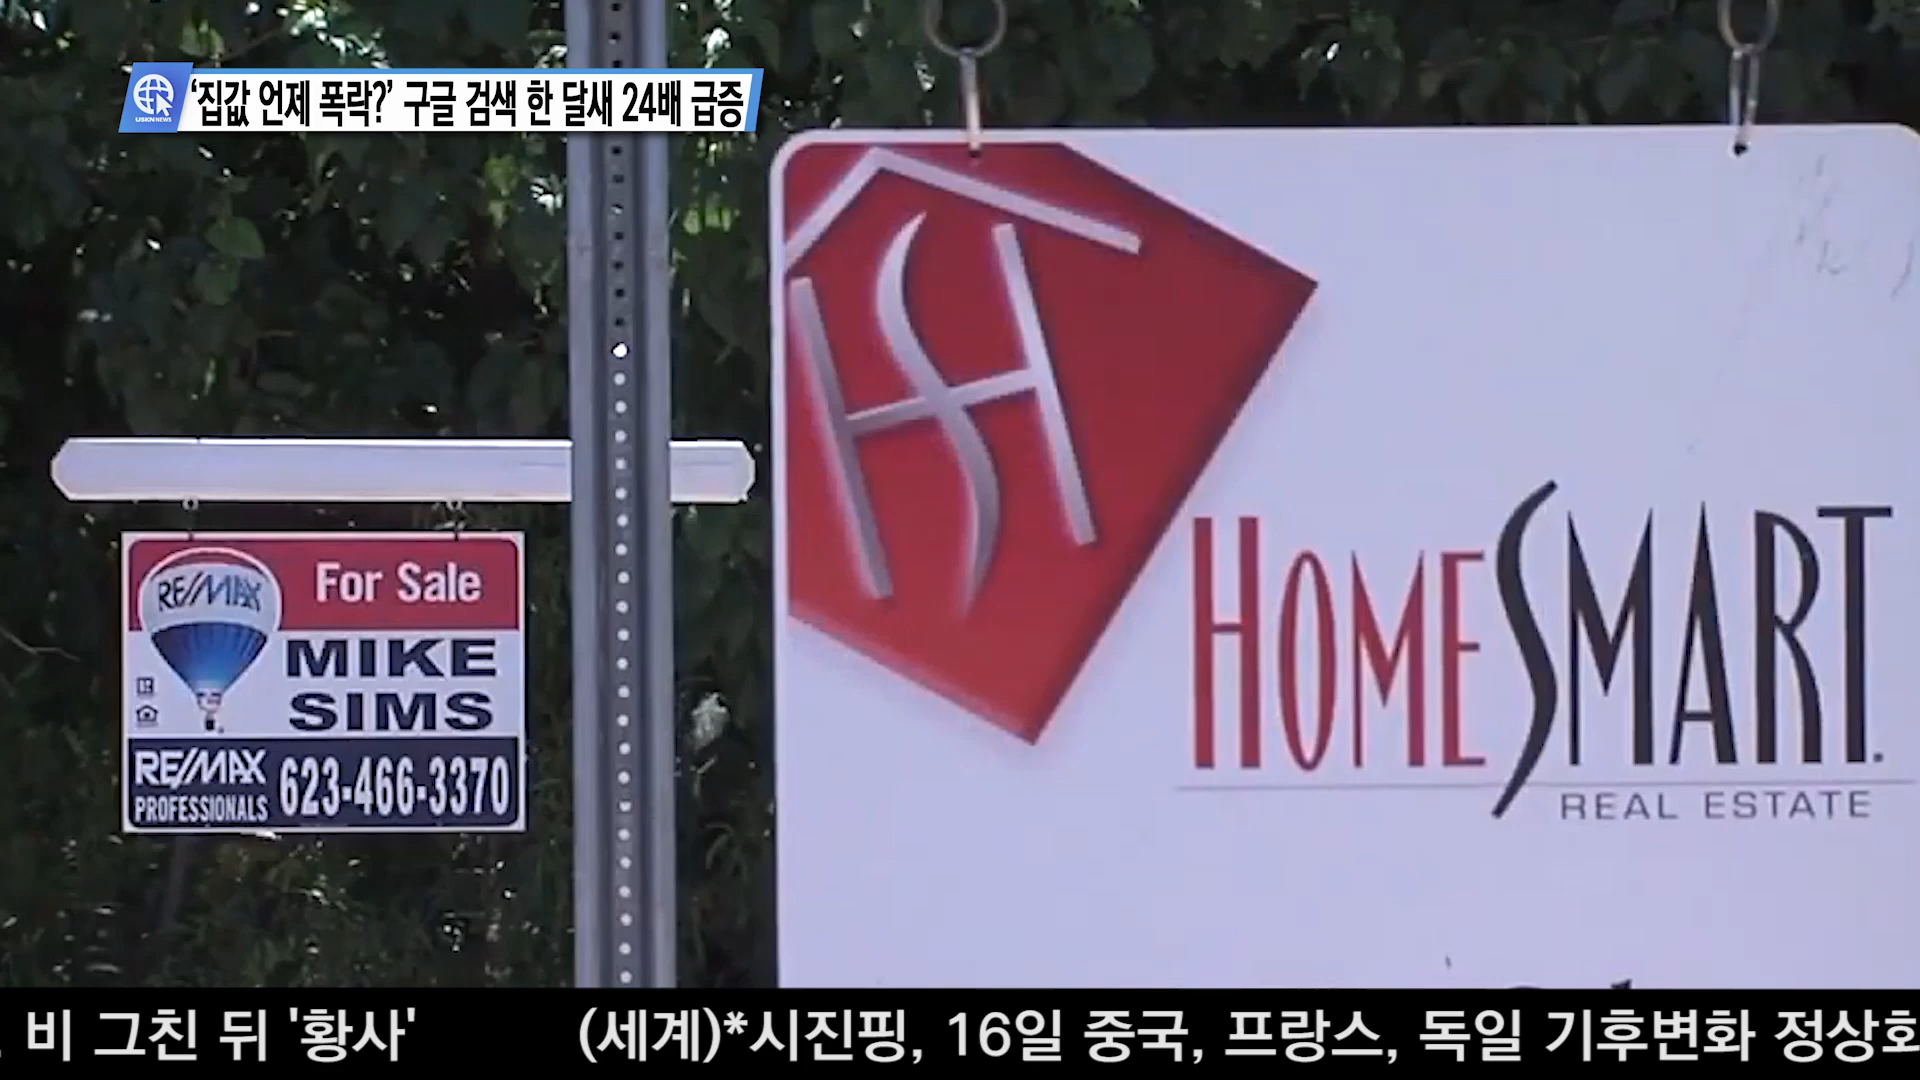 '집값 언제 폭락?' 구글 검색 한 달새 24배 급증
USKN NEWS
For Sale
RE/MAX
MIKE
SIMS
RE/MAX
PROFESSIONALS
623-466-3370
HS
HOMESMART.
REAL ESTATE
비 그친 뒤 '황사' (세계)*시진핑, 16일 중국, 프랑스, 독일 기후변화 정상회